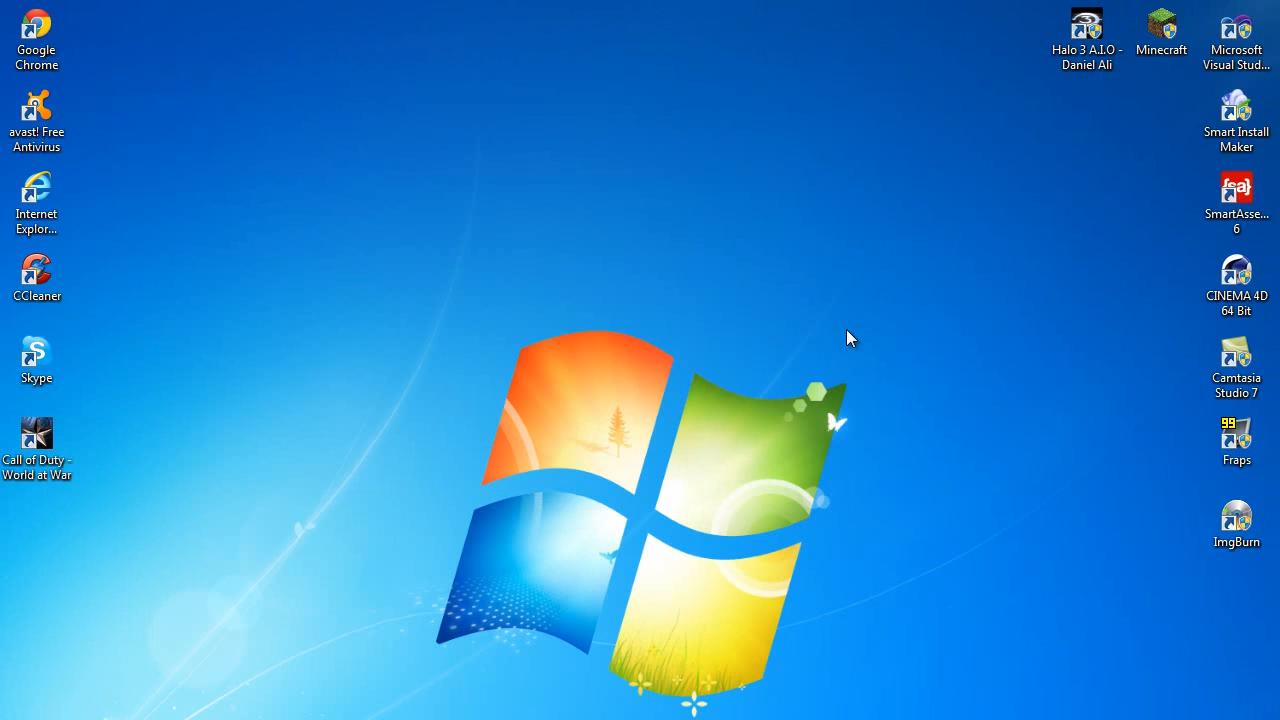 Google
Chrome
avast! Free
Antivirus
Internet
Explor...
CCleaner
Skype
Call of Duty -
World at War
Halo 3 A.I.O -
Daniel Ali
Minecraft
Microsoft
Visual Stud...
Smart Install
Maker
{sa}
SmartAsse...
6
CINEMA 4D
64 Bit
Camtasia
Studio 7
99
Fraps
ImgBurn